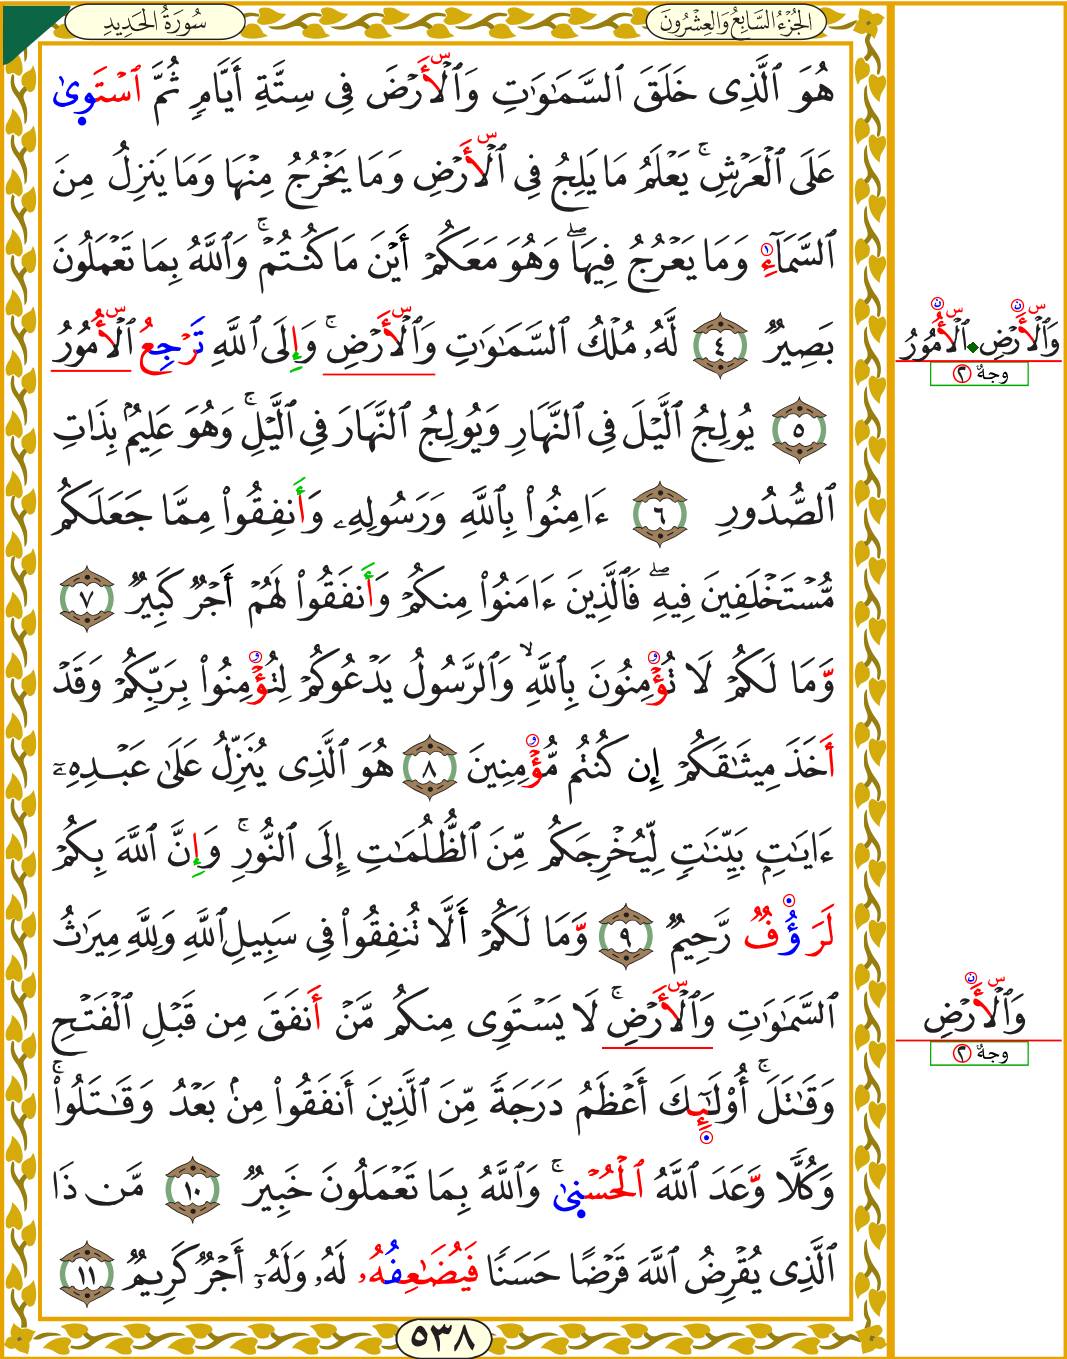 سُورَةُ الحَدِيدِ
الجُزْءُ السَّابِعُ وَالعِشْرُونَ
هُوَ ٱلَّذِى خَلَقَ ٱلسَّمَـٰوَٰتِ وَٱلْأَرْضَ فِى سِتَّةِ أَيَّامٍ ثُمَّ ٱسْتَوِىٰ
عَلَى ٱلْعَرْشِ ۚ يَعْلَمُ مَا يَلِجُ فِى ٱلْأَرْضِ وَمَا يَخْرُجُ مِنْهَا وَمَا يَنزِلُ مِنَ
ٱلسَّمَآءِ وَمَا يَعْرُجُ فِيهَا ۖ وَهُوَ مَعَكُمْ أَيْنَ مَا كُنتُمْ ۚ وَٱللَّهُ بِمَا تَعْمَلُونَ
بَصِيرٌ ٤ لَّهُۥ مُلْكُ ٱلسَّمَـٰوَٰتِ وَٱلْأَرْضِ ۚ وَإِلَى ٱللَّهِ تَرْجِعُ ٱلْأُمُورُ
٥ يُولِجُ ٱلَّيْلَ فِى ٱلنَّهَارِ وَيُولِجُ ٱلنَّهَارَ فِى ٱلَّيْلِ ۚ وَهُوَ عَلِيمٌۢ بِذَاتِ
ٱلصُّدُورِ ٦ ءَامِنُوا۟ بِٱللَّهِ وَرَسُولِهِۦ وَأَنفِقُوا۟ مِمَّا جَعَلَكُم
مُّسْتَخْلَفِينَ فِيهِ ۖ فَٱلَّذِينَ ءَامَنُوا۟ مِنكُمْ وَأَنفَقُوا۟ لَهُمْ أَجْرٌ كَبِيرٌ ٧
وَّمَا لَكُمْ لَا تُؤْمِنُونَ بِٱللَّهِ ۙ وَٱلرَّسُولُ يَدْعُوكُمْ لِتُؤْمِنُوا۟ بِرَبِّكُمْ وَقَدْ
أَخَذَ مِيثَـٰقَكُمْ إِن كُنتُم مُّؤْمِنِينَ ٨ هُوَ ٱلَّذِى يُنَزِّلُ عَلَىٰ عَبْدِهِۦٓ
ءَايَـٰتٍۭ بَيِّنَـٰتٍ لِّيُخْرِجَكُم مِّنَ ٱلظُّلُمَـٰتِ إِلَى ٱلنُّورِ ۚ وَإِنَّ ٱللَّهَ بِكُمْ
لَرَؤُفٌ رَّحِيمٌ ٩ وَّمَا لَكُمْ أَلَّا تُنفِقُوا۟ فِى سَبِيلِ ٱللَّهِ وَلِلَّهِ مِيرَٰثُ
ٱلسَّمَـٰوَٰتِ وَٱلْأَرْضِ ۚ لَا يَسْتَوِى مِنكُم مَّنْ أَنفَقَ مِن قَبْلِ ٱلْفَتْحِ
وَقَـٰتَلَ ۚ أُو۟لَـٰٓئِكَ أَعْظَمُ دَرَجَةً مِّنَ ٱلَّذِينَ أَنفَقُوا۟ مِنۢ بَعْدُ وَقَـٰتَلُوا۟ ۚ
وَكُلًّا وَّعَدَ ٱللَّهُ ٱلْحُسْنِىٰ ۚ وَٱللَّهُ بِمَا تَعْمَلُونَ خَبِيرٌ ١٠ مَّن ذَا
ٱلَّذِى يُقْرِضُ ٱللَّهَ قَرْضًا حَسَنًا فَيُضَـٰعِفُهُۥ لَهُۥ وَلَهُۥٓ أَجْرٌ كَرِيمٌ ١١
٥٣٨
وَٱلْأَرْضِ ٱلْأُمُورُ
وجهٌ ٢
وَٱلْأَرْضِ
وجهٌ ٢